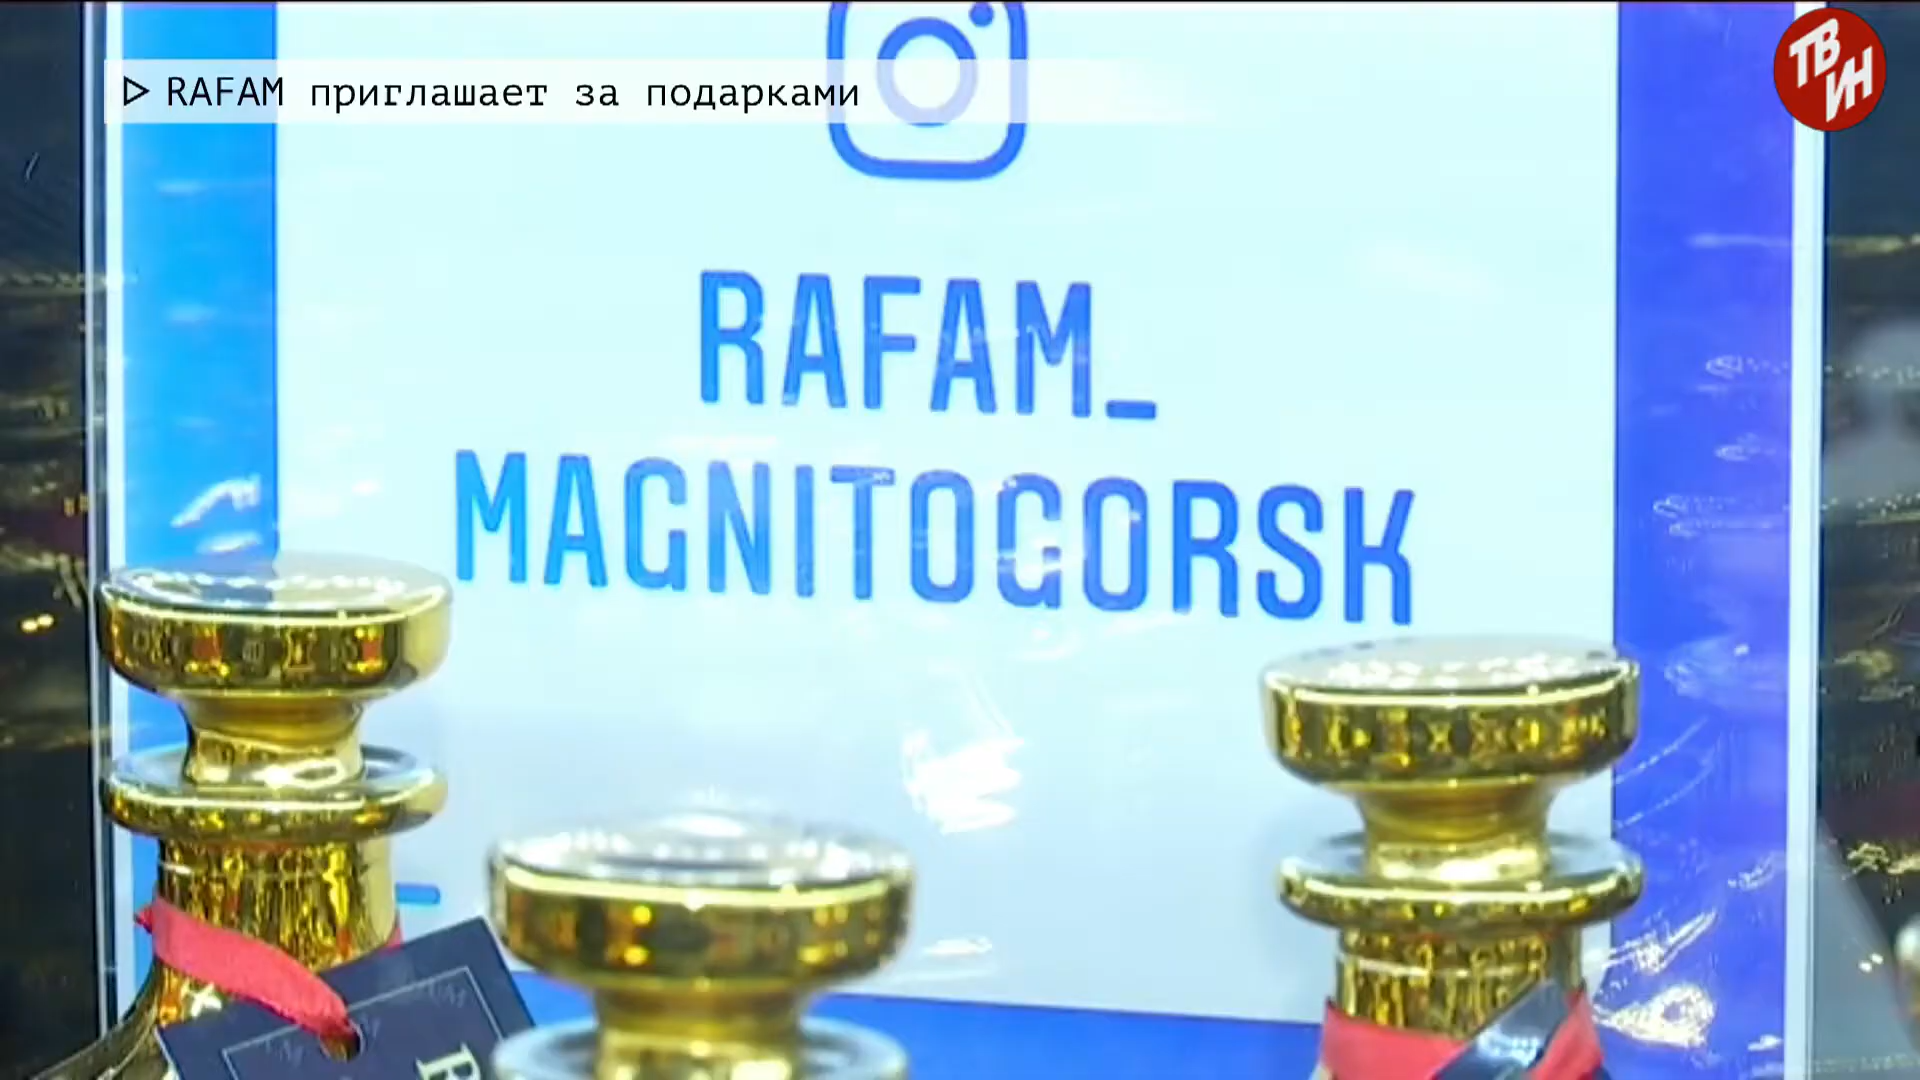 RAFAM приглашает за подарками
ТВ
ИН
RAFAM_
MAGNITOGORSK